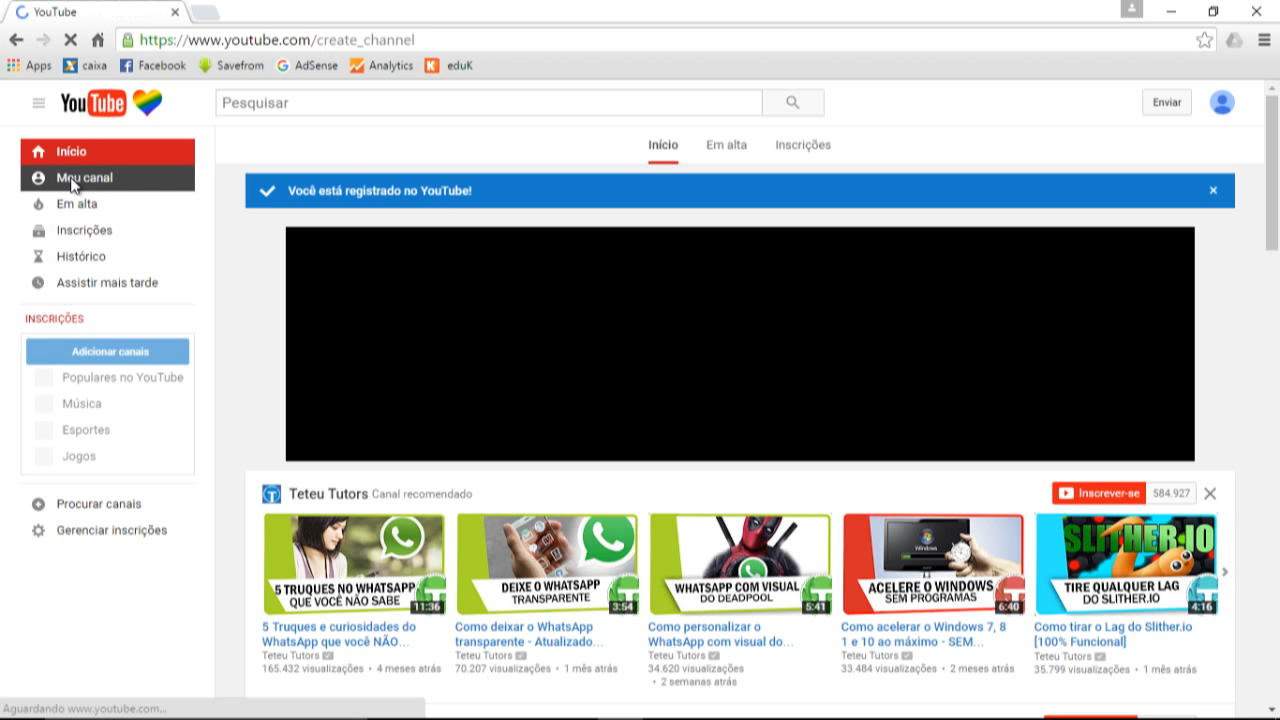 YouTube
https://www.youtube.com/create_channel
Apps caixa Facebook Savefrom AdSense Analytics eduK
YouTube
Pesquisar
Enviar
Início
Meu canal
Em alta
Inscrições
Histórico
Assistir mais tarde
INSCRIÇÕES
Adicionar canais
Populares no YouTube
Música
Esportes
Jogos
Procurar canais
Gerenciar inscrições
Início Em alta Inscrições
Você está registrado no YouTube!
Teteu Tutors Canal recomendado
Inscrever-se 584.927
5 TRUQUES NO WHATSAPP
QUE VOCÊ NÃO SABE
11:36
5 Truques e curiosidades do
WhatsApp que você NÃO...
Teteu Tutors
165.432 visualizações • 4 meses atrás
DEIXE O WHATSAPP
TRANSPARENTE
3:54
Como deixar o WhatsApp
transparente - Atualizado...
Teteu Tutors
70.207 visualizações • 1 mês atrás
WHATSAPP COM VISUAL
DO DEADPOOL
5:41
Como personalizar o
WhatsApp com visual do...
Teteu Tutors
34.620 visualizações
• 2 semanas atrás
Windows
ACELERE O WINDOWS
SEM PROGRAMAS
6:40
Como acelerar o Windows 7, 8
1 e 10 ao máximo - SEM...
Teteu Tutors
33.484 visualizações • 2 meses atrás
SLITHER.IO
TIRE QUALQUER LAG
DO SLITHER.IO
4:16
Como tirar o Lag do Slither.io
[100% Funcional]
Teteu Tutors
35.799 visualizações • 1 mês atrás
Aguardando www.youtube.com...